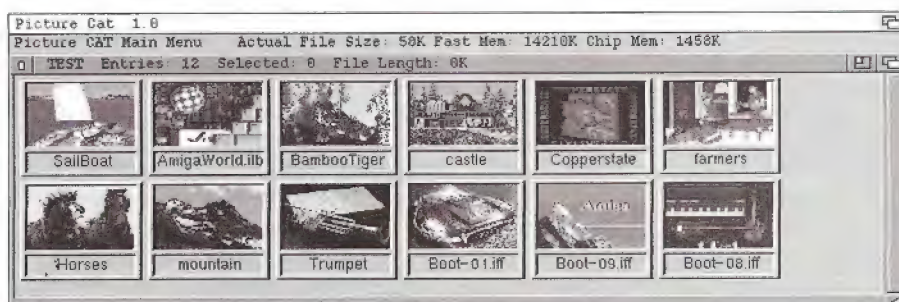 Picture Cat 1.0
Picture CAT Main Menu Actual File Size: 58K Fast Mem: 14210K Chip Mem: 1458K
TEST Entries: 12 Selected: 0 File Length: 0K
SailBoat AmigaWorld.ilb BambooTiger castle Copperstate farmers
Amiga
Horses mountain Trumpet Boot-01.iff Boot-09.iff Boot-08.iff